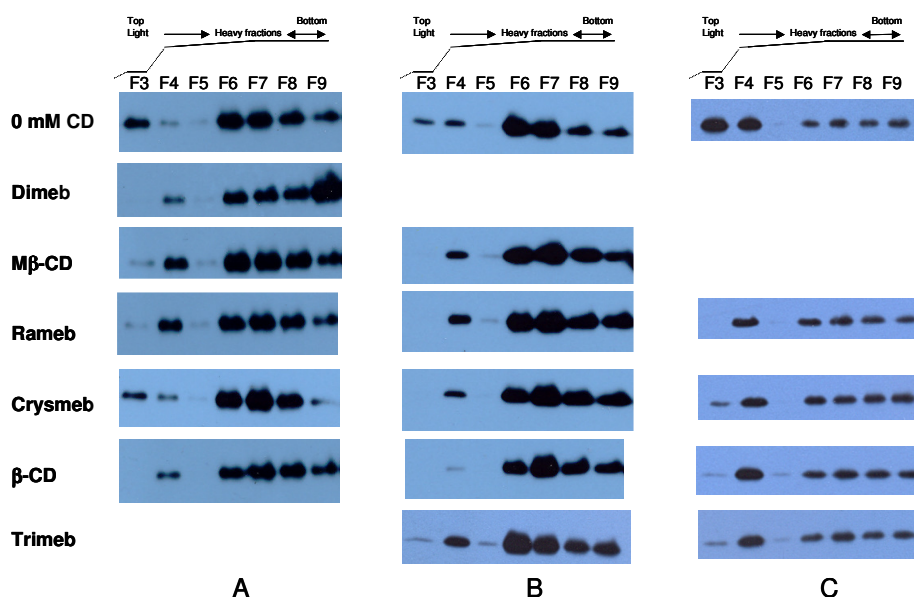 Top Bottom Top Bottom Top Bottom
Light Heavy fractions Light Heavy fractions Light Heavy fractions
F3 F4 F5 F6 F7 F8 F9 F3 F4 F5 F6 F7 F8 F9 F3 F4 F5 F6 F7 F8 F9
0 mM CD
Dimeb
Mβ-CD
Rameb
Crysmeb
β-CD
Trimeb
A B C